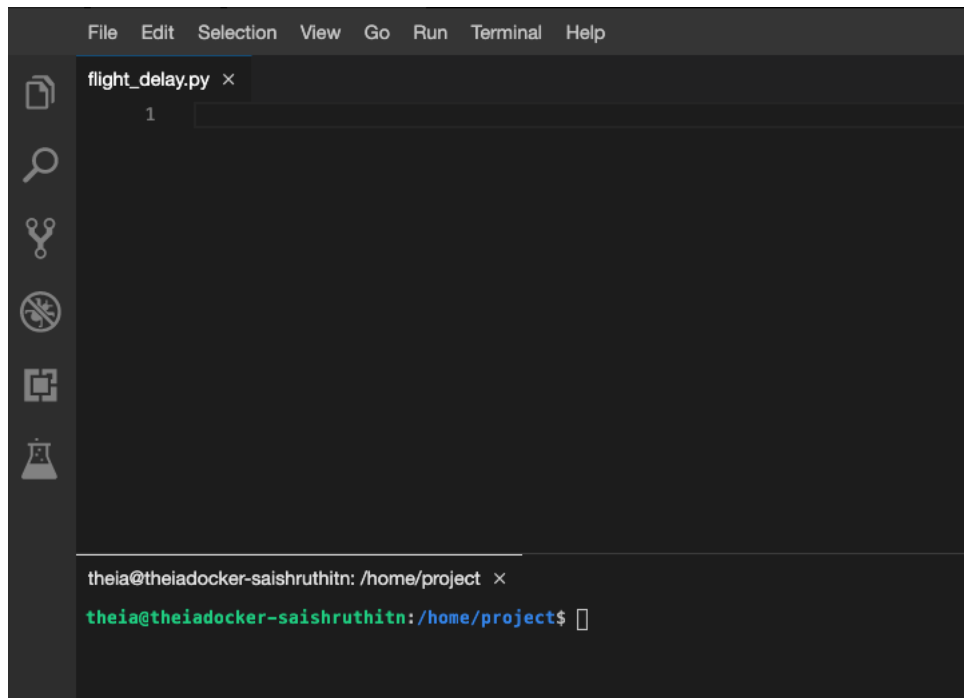 File Edit Selection View Go Run Terminal Help
flight_delay.py ×
1
theia@theiadocker-saishruthitn: /home/project ×
theia@theiadocker-saishruthitn:/home/project$